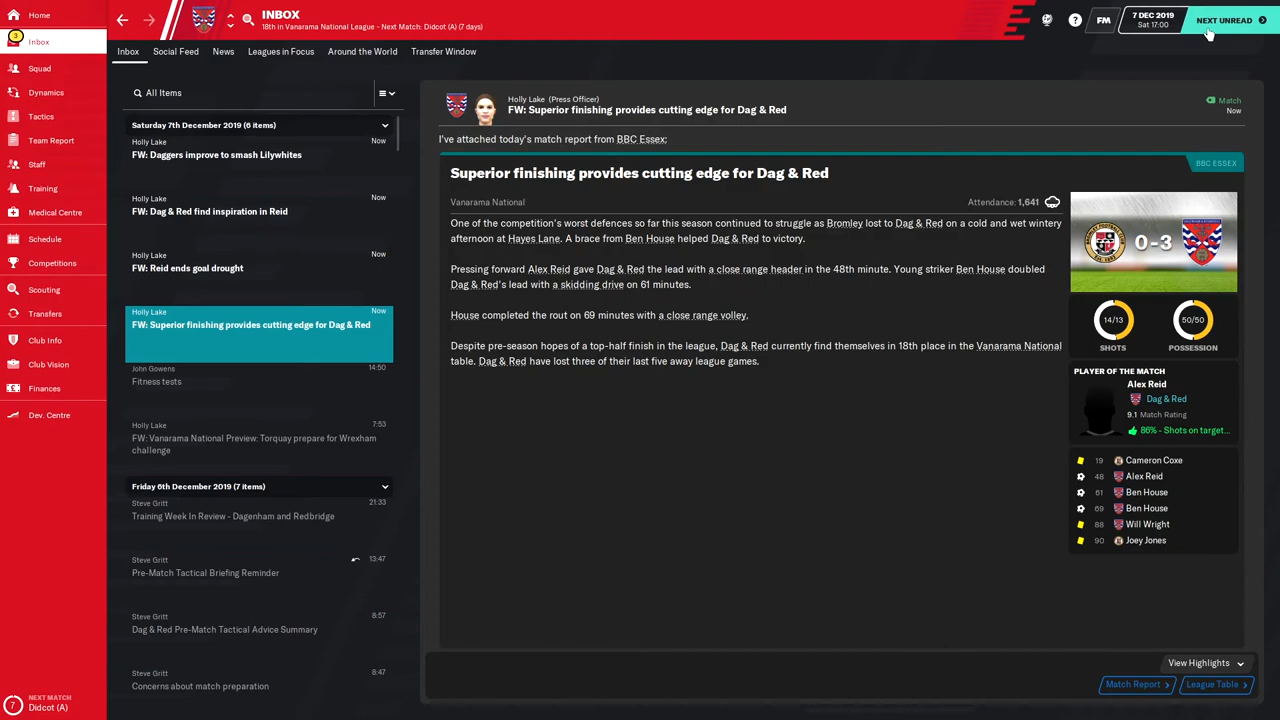 Home
3
Inbox
Squad
Dynamics
Tactics
Team Report
Staff
Training
Medical Centre
Schedule
Competitions
Scouting
Transfers
Club Info
Club Vision
Finances
Dev. Centre
7
NEXT MATCH
Didcot (A)
INBOX
18th in Vanarama National League - Next Match: Didcot (A) (7 days)
?
FM
7 DEC 2019
Sat 17:00
NEXT UNREAD
Inbox Social Feed News Leagues in Focus Around the World Transfer Window
All Items
Saturday 7th December 2019 (6 items)
Holly Lake Now
FW: Daggers improve to smash Lilywhites
Holly Lake Now
FW: Dag & Red find inspiration in Reid
Holly Lake Now
FW: Reid ends goal drought
Holly Lake Now
FW: Superior finishing provides cutting edge for Dag & Red
John Gowens 14:50
Fitness tests
Holly Lake 7:53
FW: Vanarama National Preview: Torquay prepare for Wrexham
challenge
Friday 6th December 2019 (7 items)
Steve Gritt 21:33
Training Week In Review - Dagenham and Redbridge
Steve Gritt 13:47
Pre-Match Tactical Briefing Reminder
Steve Gritt 8:57
Dag & Red Pre-Match Tactical Advice Summary
Steve Gritt 8:47
Concerns about match preparation
Holly Lake (Press Officer)
FW: Superior finishing provides cutting edge for Dag & Red
Match
Now
I've attached today's match report from BBC Essex:
BBC ESSEX
Superior finishing provides cutting edge for Dag & Red
Vanarama National Attendance: 1,641
One of the competition's worst defences so far this season continued to struggle as Bromley lost to Dag & Red on a cold and wet wintery
afternoon at Hayes Lane. A brace from Ben House helped Dag & Red to victory.
Pressing forward Alex Reid gave Dag & Red the lead with a close range header in the 48th minute. Young striker Ben House doubled
Dag & Red's lead with a skidding drive on 61 minutes.
House completed the rout on 69 minutes with a close range volley.
Despite pre-season hopes of a top-half finish in the league, Dag & Red currently find themselves in 18th place in the Vanarama National
table. Dag & Red have lost three of their last five away league games.
0-3
14/13 50/50
SHOTS POSSESSION
PLAYER OF THE MATCH
Alex Reid
Dag & Red
9.1 Match Rating
86% - Shots on target...
19 Cameron Coxe
48 Alex Reid
61 Ben House
69 Ben House
88 Will Wright
90 Joey Jones
View Highlights
Match Report League Table